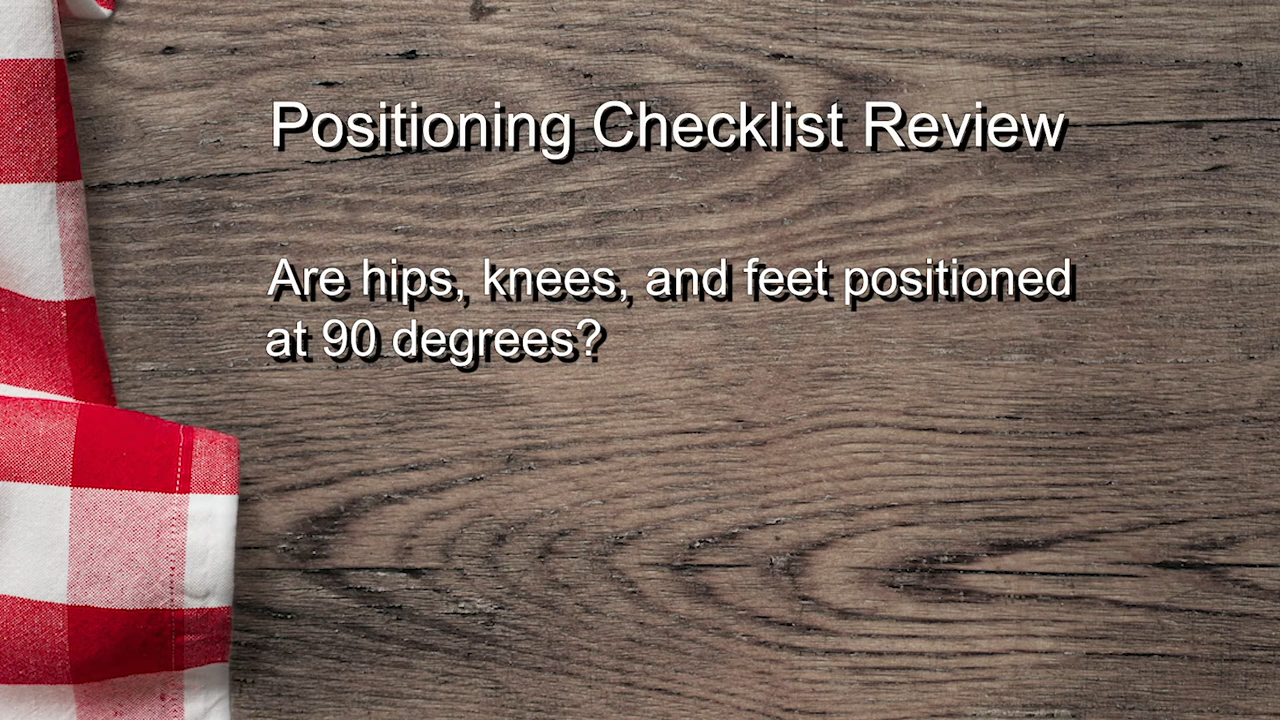 Positioning Checklist Review
Are hips, knees, and feet positioned
at 90 degrees?